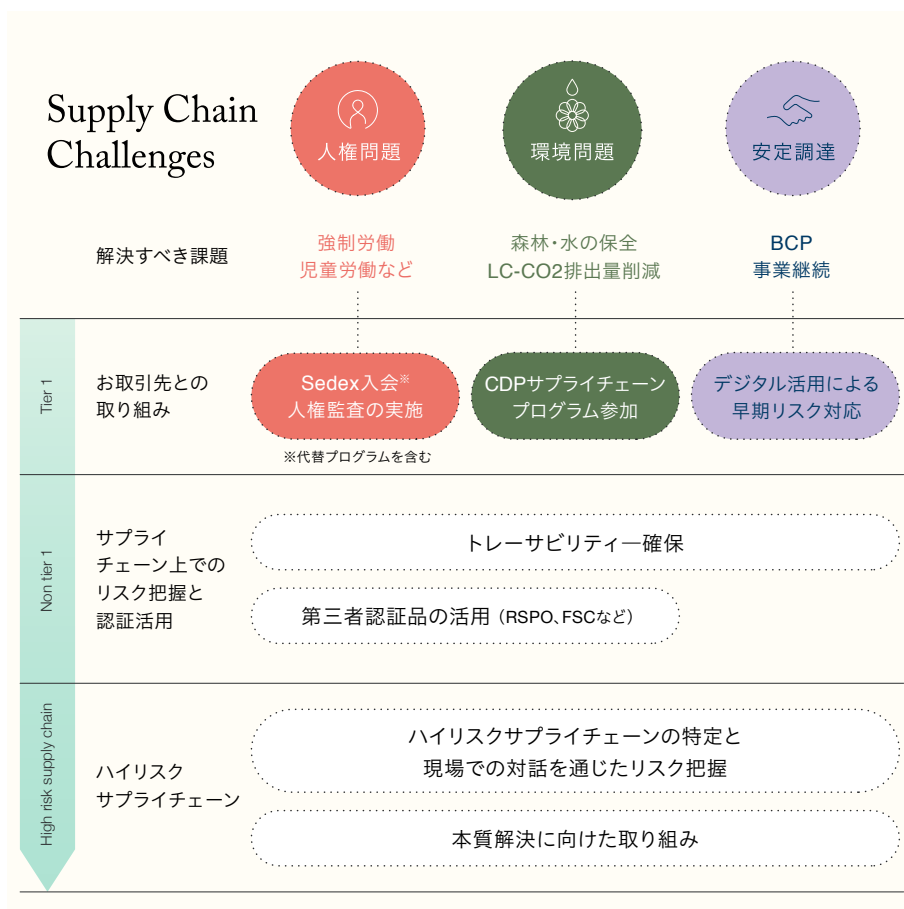 Supply Chain
Challenges
人権問題
環境問題
安定調達
解決すべき課題
強制労働
児童労働など
森林・水の保全
LC-CO2排出量削減
BCP
事業継続
Tier 1
お取引先との
取り組み
Sedex入会※
人権監査の実施
※代替プログラムを含む
CDPサプライチェーン
プログラム参加
デジタル活用による
早期リスク対応
Non tier 1
サプライ
チェーン上での
リスク把握と
認証活用
トレーサビリティ―確保
第三者認証品の活用（RSPO、FSCなど）
High risk supply chain
ハイリスク
サプライチェーン
ハイリスクサプライチェーンの特定と
現場での対話を通じたリスク把握
本質解決に向けた取り組み